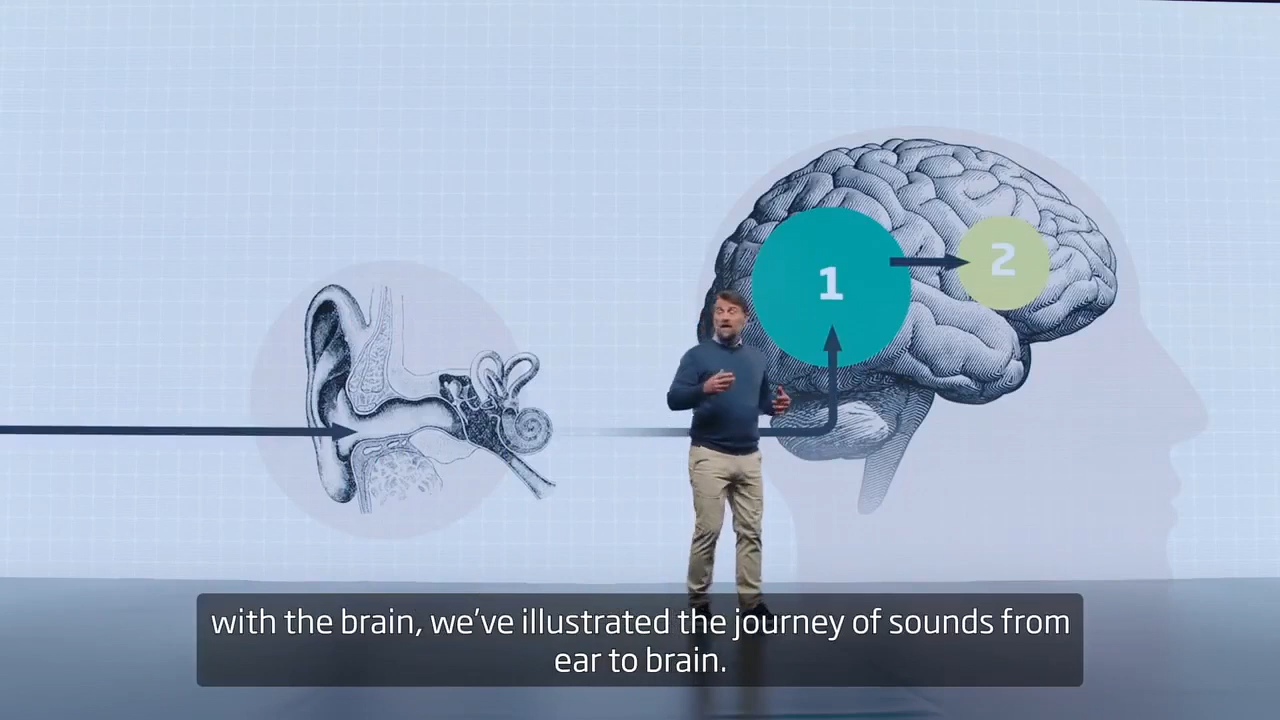 1
2
with the brain, we’ve illustrated the journey of sounds from
ear to brain.